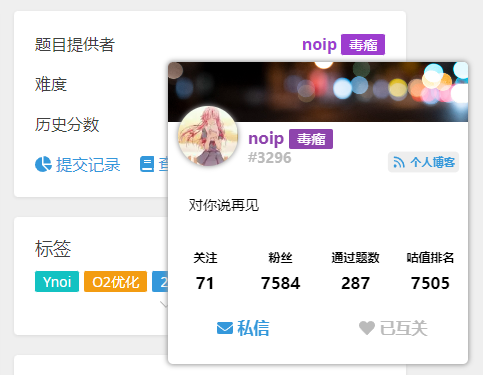 题目提供者
noip 毒瘤
难度
历史分数
提交记录
查
标签
Ynoi O2优化 2
noip 毒瘤
#3296
个人博客
对你说再见
关注 粉丝 通过题数 咕值排名
71 7584 287 7505
私信 已互关